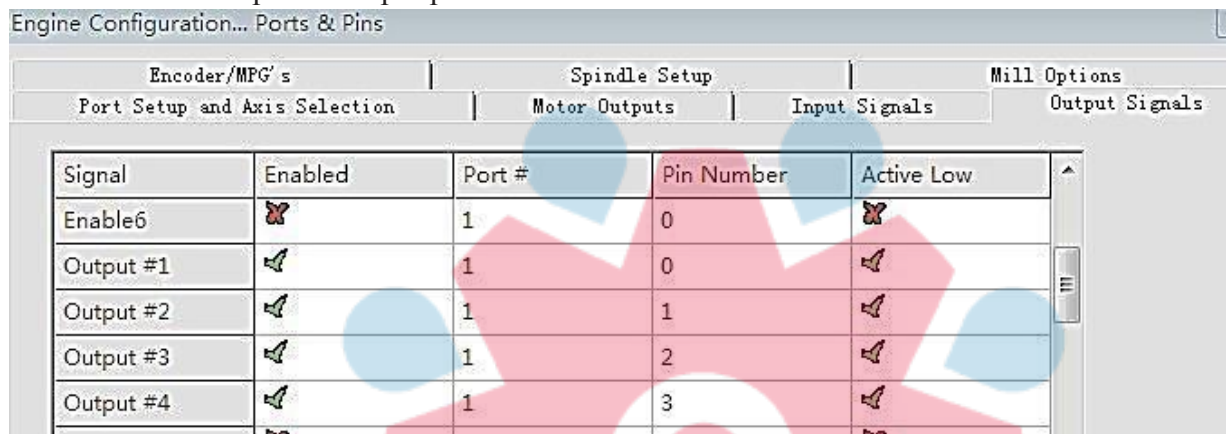 Engine Configuration... Ports & Pins
Encoder/MPG's Spindle Setup Mill Options
Port Setup and Axis Selection Motor Outputs Input Signals Output Signals
Signal Enabled Port # Pin Number Active Low
Enable6 1 0
Output #1 1 0
Output #2 1 1
Output #3 1 2
Output #4 1 3